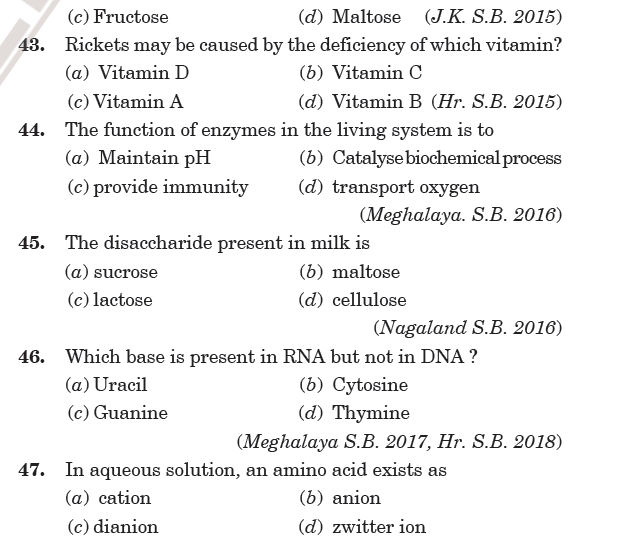 (c) Fructose (d) Maltose (J.K. S.B. 2015)
43. Rickets may be caused by the deficiency of which vitamin?
(a) Vitamin D (b) Vitamin C
(c) Vitamin A (d) Vitamin B (Hr. S.B. 2015)
44. The function of enzymes in the living system is to
(a) Maintain pH (b) Catalyse biochemical process
(c) provide immunity (d) transport oxygen
(Meghalaya. S.B. 2016)
45. The disaccharide present in milk is
(a) sucrose (b) maltose
(c) lactose (d) cellulose
(Nagaland S.B. 2016)
46. Which base is present in RNA but not in DNA ?
(a) Uracil (b) Cytosine
(c) Guanine (d) Thymine
(Meghalaya S.B. 2017, Hr. S.B. 2018)
47. In aqueous solution, an amino acid exists as
(a) cation (b) anion
(c) dianion (d) zwitter ion